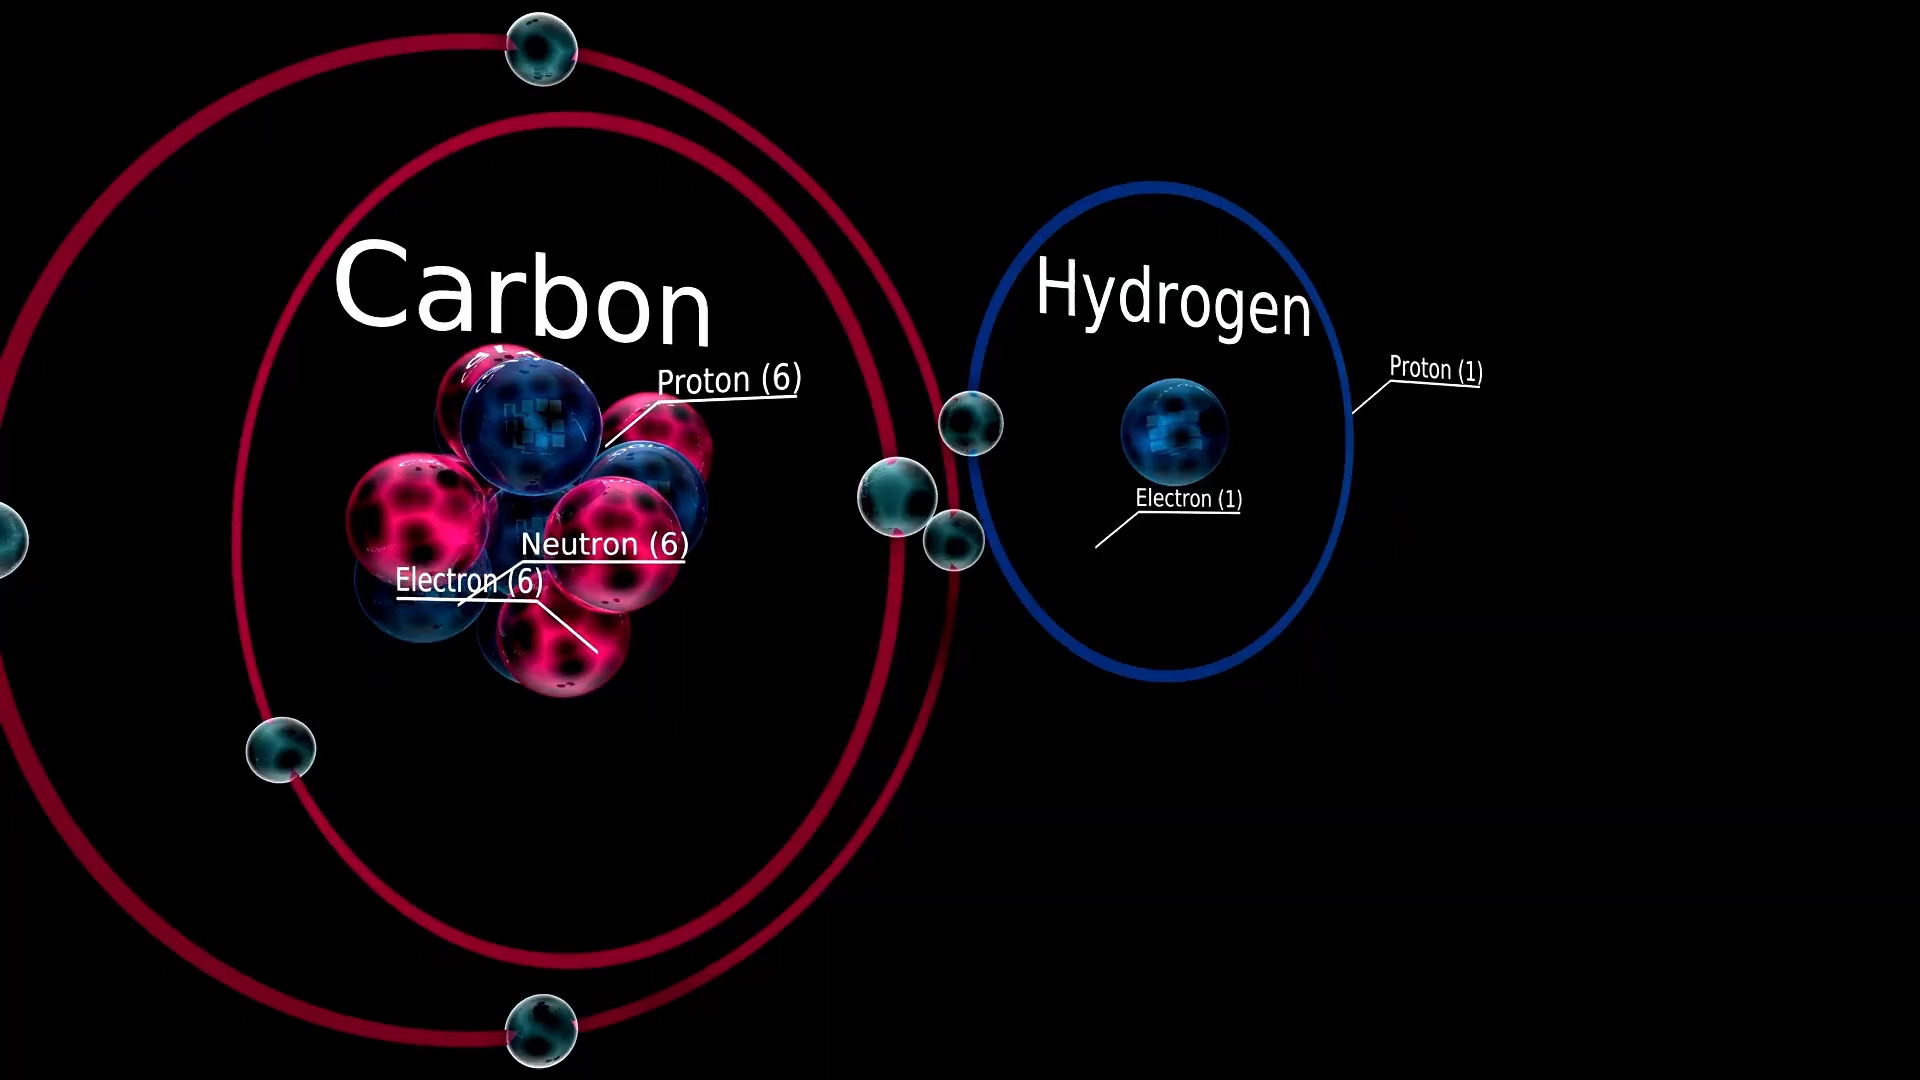 Carbon
Proton (6)
Neutron (6)
Electron (6)
Hydrogen
Proton (1)
Electron (1)